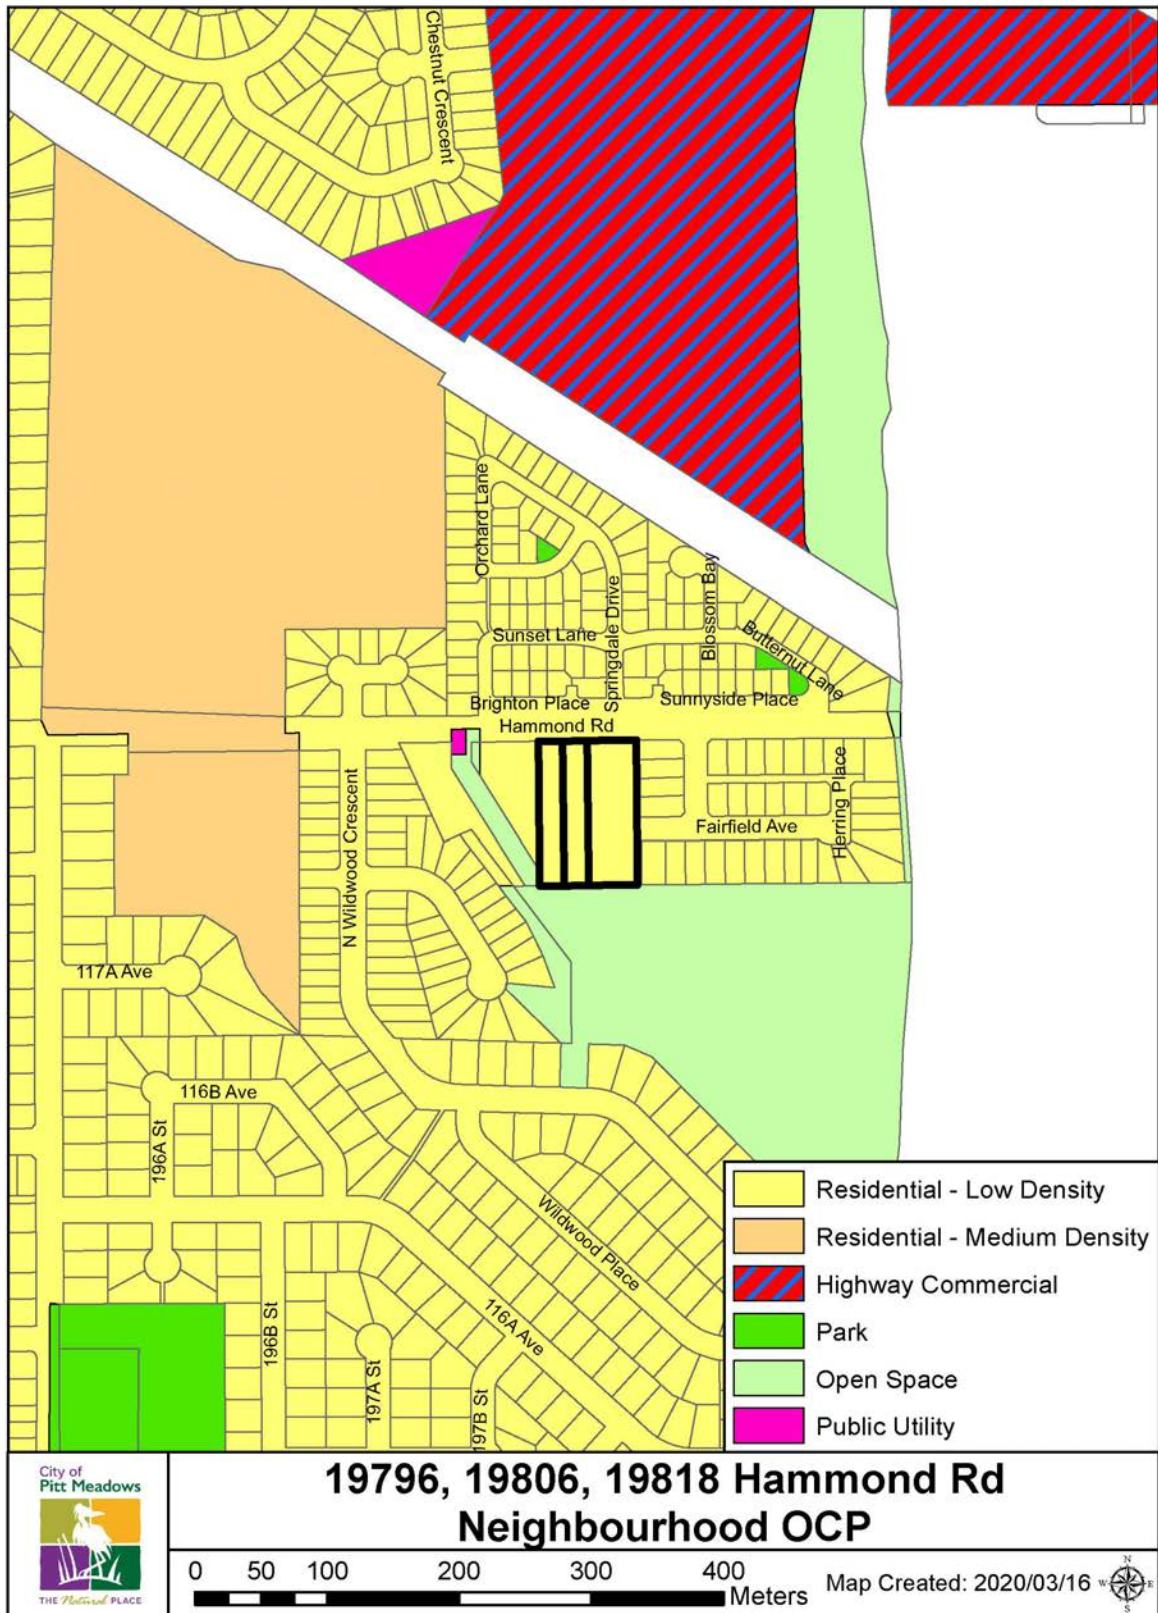 Chestnut Crescent
Orchard Lane
Springdale Drive
Blossom Bay
Sunset Lane
Butternut Lane
Brighton Place
Sunnyside Place
Hammond Rd
N Wildwood Crescent
Fairfield Ave
Herring Place
117A Ave
116B Ave
196A St
Wildwood Place
116A Ave
196B St
197A St
197B St
Residential - Low Density
Residential - Medium Density
Highway Commercial
Park
Open Space
Public Utility
City of
Pitt Meadows
THE Natural PLACE
19796, 19806, 19818 Hammond Rd
Neighbourhood OCP
0 50 100 200 300 400
Meters
Map Created: 2020/03/16
N
W E
S